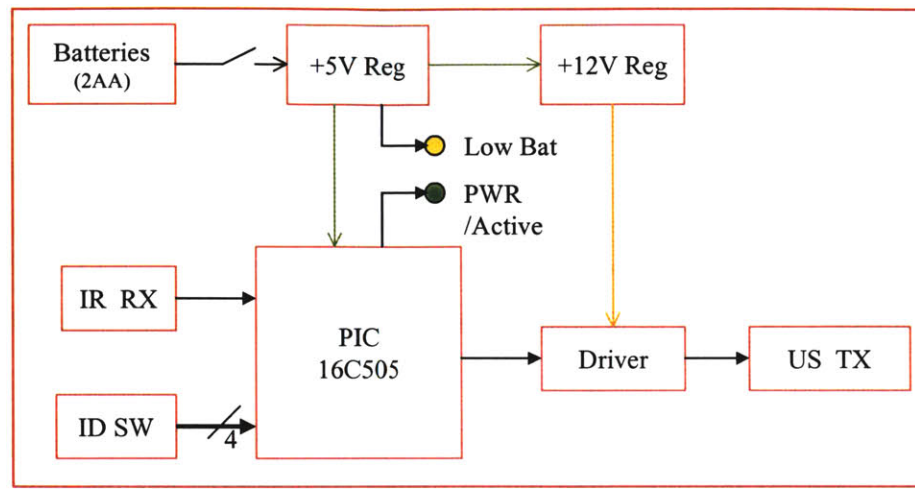 Batteries
(2AA)
+5V Reg
+12V Reg
Low Bat
PWR
/Active
IR RX
PIC
16C505
Driver
US TX
ID SW
4